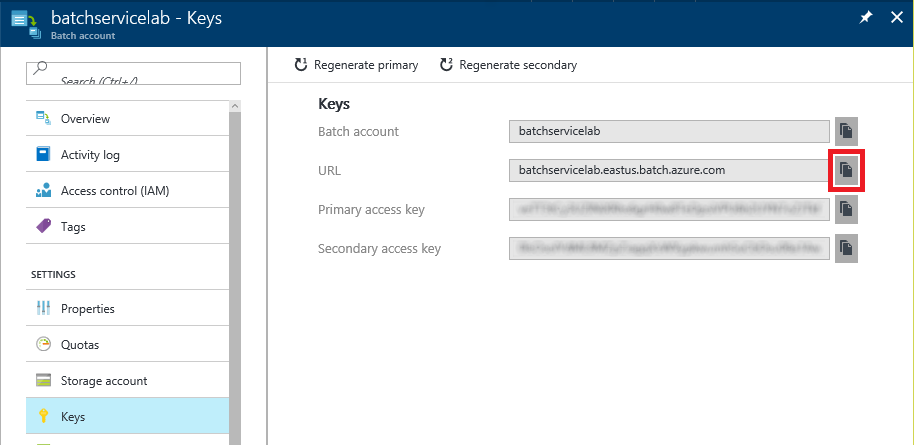 batchservicelab - Keys
Batch account
Search (Ctrl+/)
Overview
Activity log
Access control (IAM)
Tags
SETTINGS
Properties
Quotas
Storage account
Keys
Regenerate primary
Regenerate secondary
Keys
Batch account
batchservicelab
URL
batchservicelab.eastus.batch.azure.com
Primary access key
Secondary access key